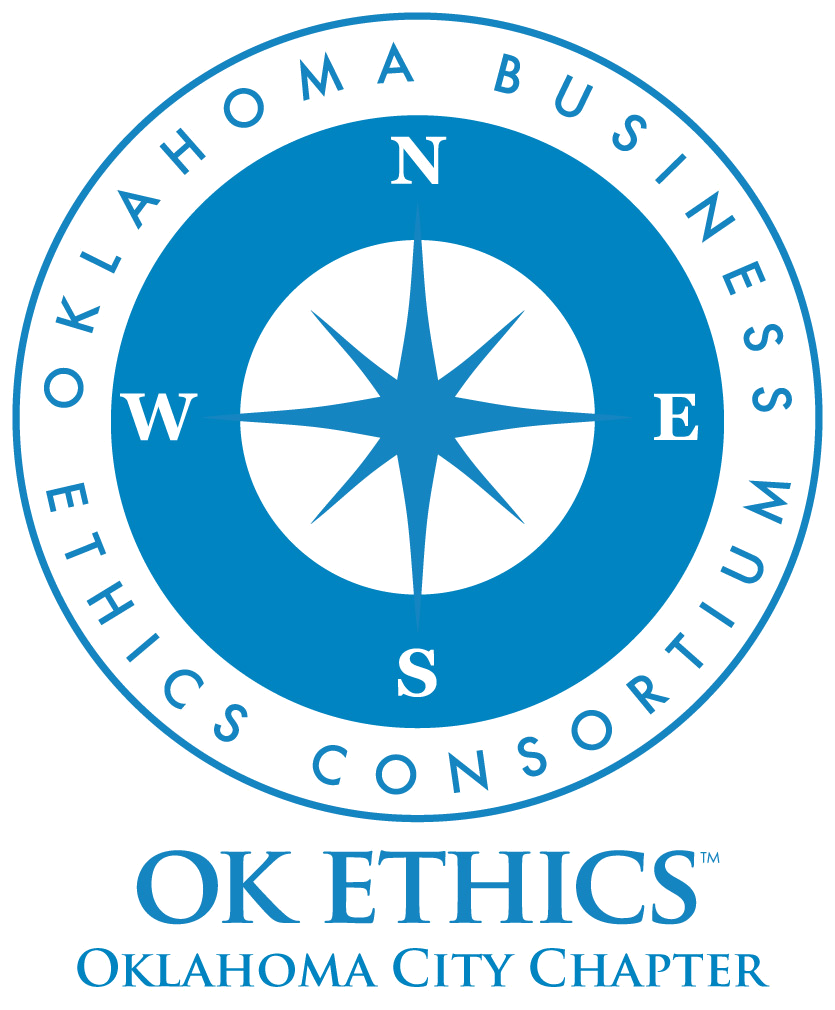 OKLAHOMA BUSINESS
ETHICS CONSORTIUM
N
W E
S
OK ETHICS™
OKLAHOMA CITY CHAPTER